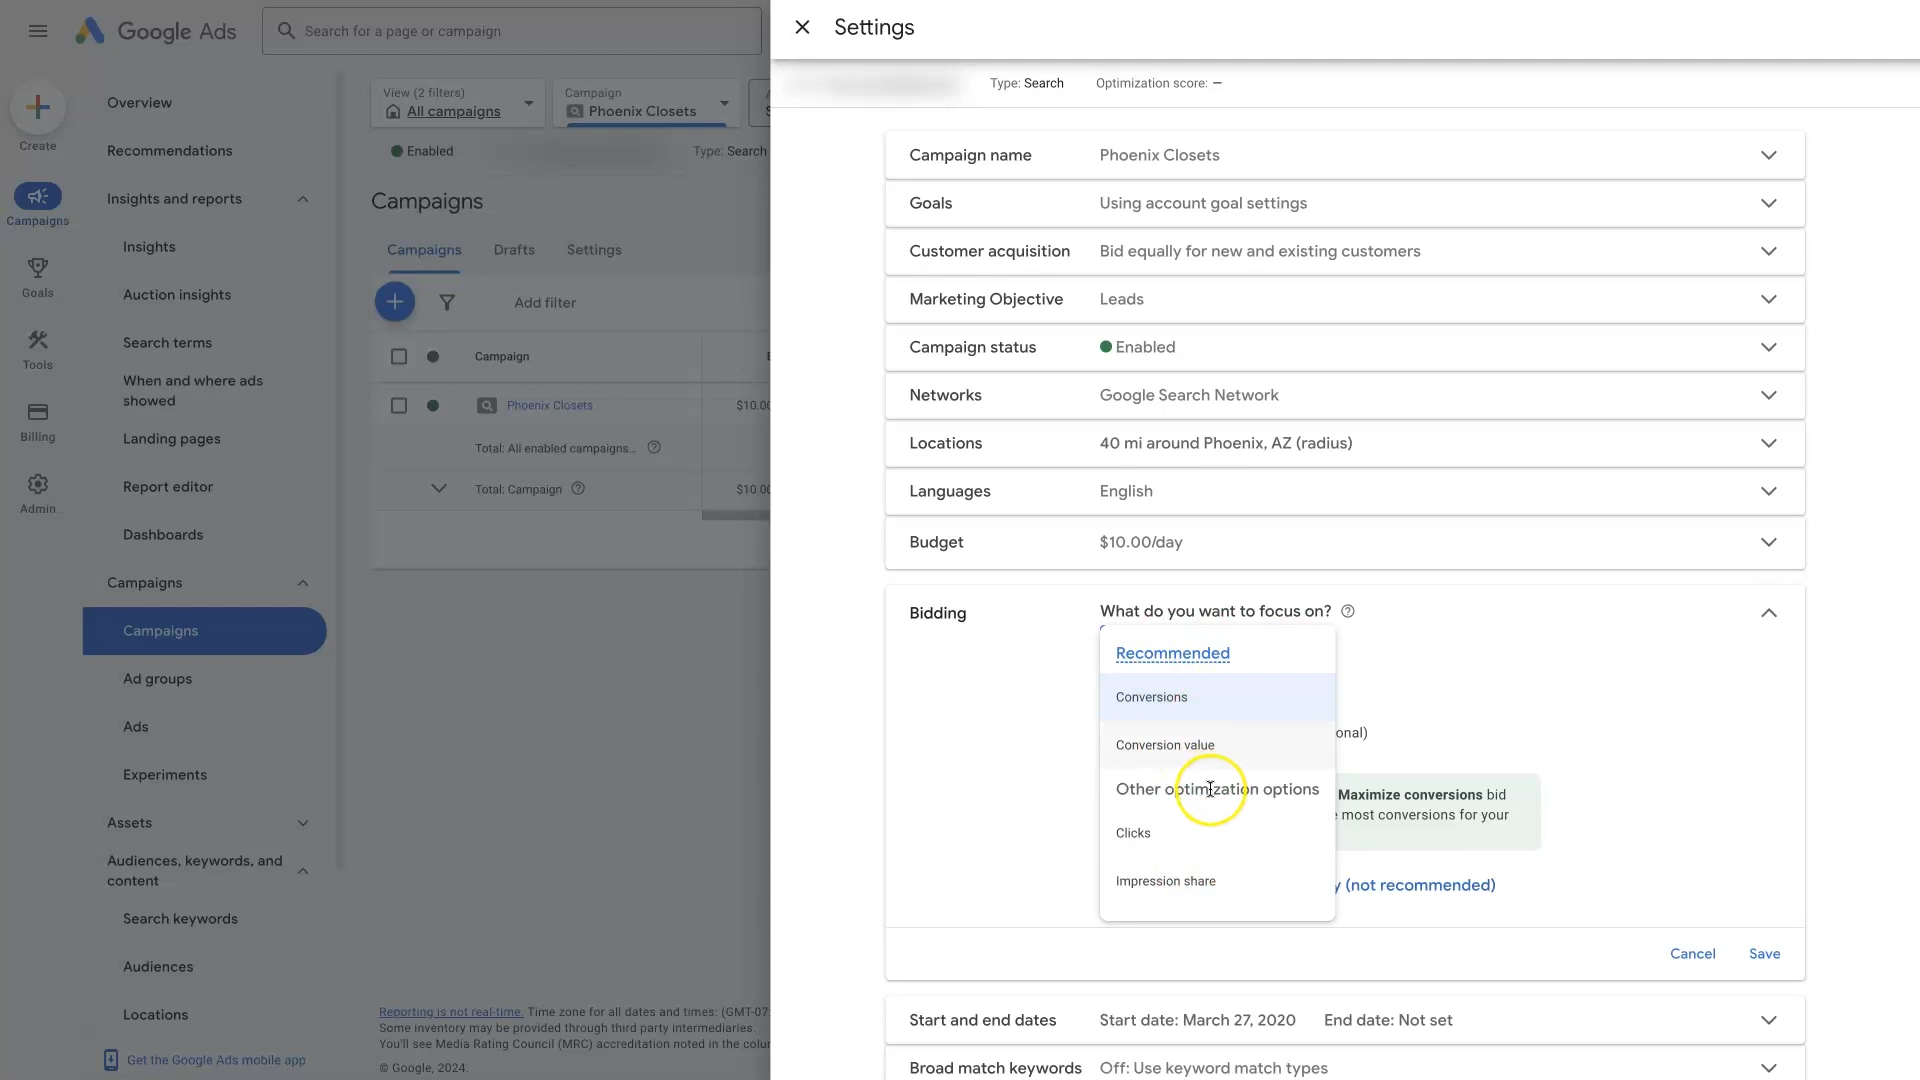 Google Ads
Search for a page or campaign
Create
Campaigns
Goals
Tools
Billing
Admin
Overview
Recommendations
Insights and reports
Insights
Auction insights
Search terms
When and where ads
showed
Landing pages
Report editor
Dashboards
Campaigns
Campaigns
Ad groups
Ads
Experiments
Assets
Audiences, keywords, and
content
Search keywords
Audiences
Locations
Get the Google Ads mobile app
View (2 filters)
All campaigns
Campaign
Phoenix Closets
Enabled
Type: Search
Campaigns
Campaigns Drafts Settings
Add filter
Campaign
Phoenix Closets
Total: All enabled campaigns...
Total: Campaign $10.00
Reporting is not real-time. Time zone for all dates and times: (GMT-07:
Some inventory may be provided through third party intermediaries.
You'll see Media Rating Council (MRC) accreditation noted in the
© Google, 2024.
Settings
Type: Search Optimization score: –
Campaign name Phoenix Closets
Goals Using account goal settings
Customer acquisition Bid equally for new and existing customers
Marketing Objective Leads
Campaign status Enabled
Networks Google Search Network
Locations 40 mi around Phoenix, AZ (radius)
Languages English
Budget $10.00/day
Bidding What do you want to focus on?
Recommended
Conversions
Conversion value
Other optimization options
Clicks
Impression share
onal)
Maximize conversions bid
most conversions for your
y (not recommended)
Cancel Save
Start and end dates Start date: March 27, 2020 End date: Not set
Broad match keywords Off: Use keyword match types